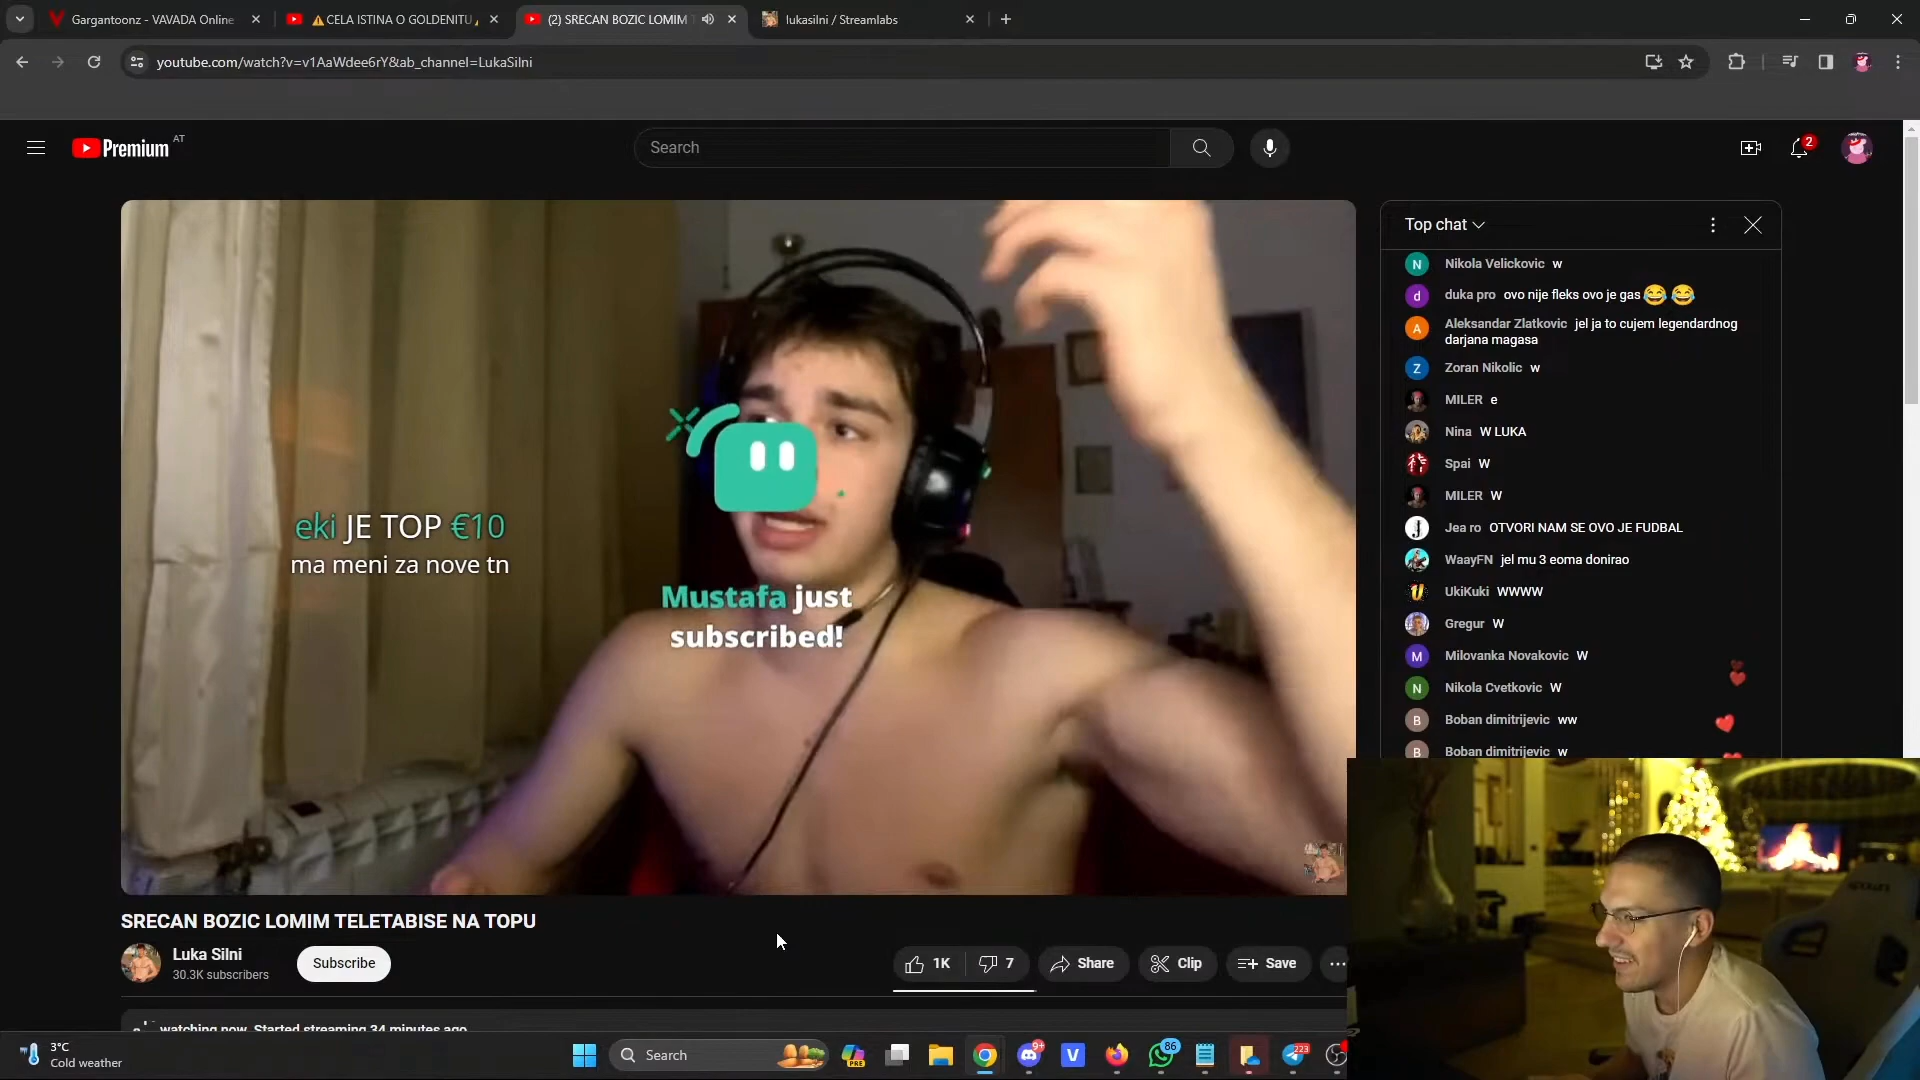 Gargantoonz - VAVADA Online
CELA ISTINA O GOLDENITU
(2) SRECAN BOZIC LOMIM
lukasilni / Streamlabs
youtube.com/watch?v=v1AaWdee6rY&ab_channel=LukaSilni
Premium AT
Search
2
eki JE TOP €10
ma meni za nove tn
Mustafa just
subscribed!
Top chat
N Nikola Velickovic w
d duka pro ovo nije fleks ovo je gas😂😂
A Aleksandar Zlatkovic jel ja to cujem legendardnog
darjana magasa
Z Zoran Nikolic w
MILER e
Nina W LUKA
Spai W
MILER W
Jea ro OTVORI NAM SE OVO JE FUDBAL
WaayFN jel mu 3 eoma donirao
UkiKuki WWWW
Gregur W
M Milovanka Novakovic W
N Nikola Cvetkovic W
B Boban dimitrijevic ww
B Boban dimitrijevic w
SRECAN BOZIC LOMIM TELETABISE NA TOPU
Luka Silni
30.3K subscribers
Subscribe
1K
7
Share
Clip
Save
watching now Started streaming 34 minutes ago
3°C
Cold weather
Search
PRE
9+
V
86
223